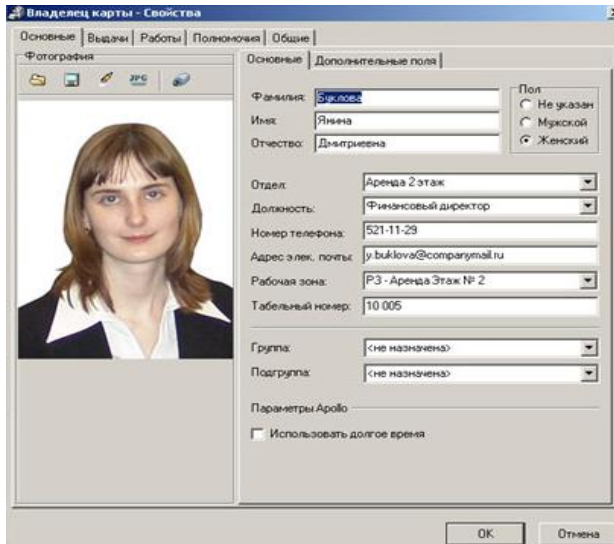 Владелец карты - Свойства
Основные Выдачи Работы Полномочия Общие
Фотография
JPG
Основные Дополнительные поля
Фамилия: Буклова
Имя: Янина
Отчество: Дмитриевна
Пол
Не указан
Мужской
Женский
Отдел: Аренда 2 этаж
Должность: Финансовый директор
Номер телефона: 521-11-29
Адрес элек. почты: y.buklova@companymail.ru
Рабочая зона: РЗ - Аренда Этаж № 2
Табельный номер: 10 005
Группа: <не назначена>
Подгруппа: <не назначена>
Параметры Apollo
Использовать долгое время
OK Отмена